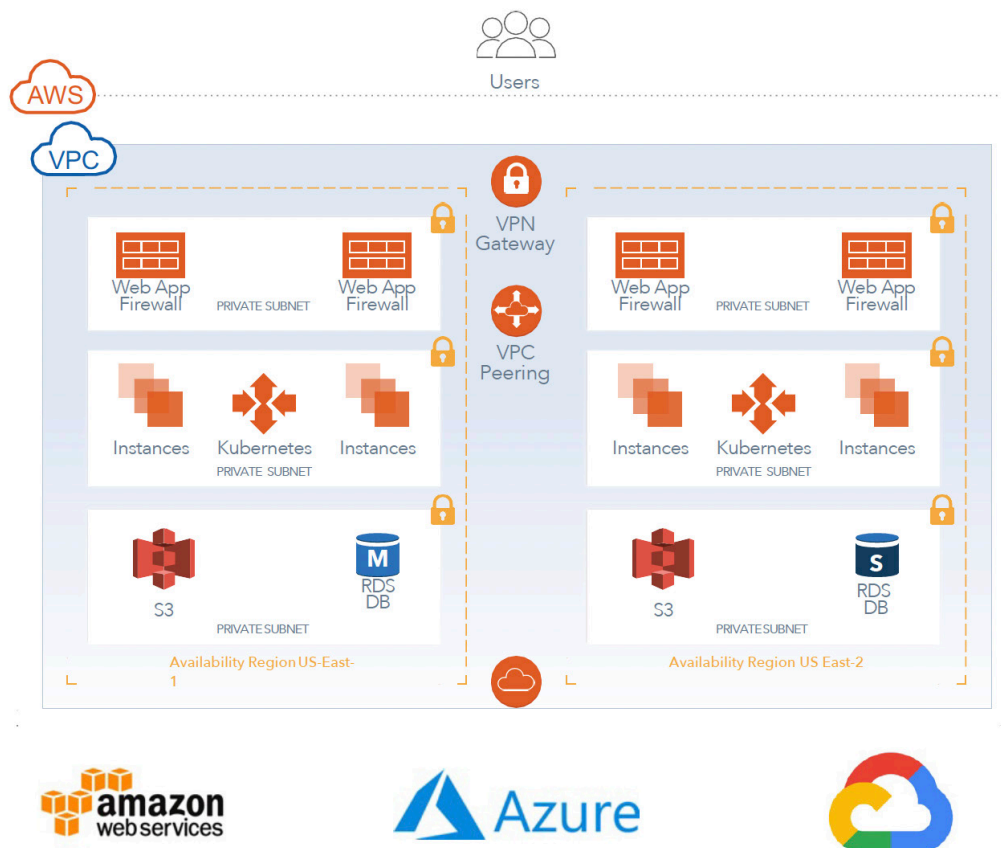 Users
AWS
VPC
VPN
Gateway
VPC
Peering
Web App
Firewall
PRIVATE SUBNET
Web App
Firewall
Instances
Kubernetes
Instances
PRIVATE SUBNET
S3
M
RDS
DB
PRIVATE SUBNET
Availability Region US-East-
1
Web App
Firewall
PRIVATE SUBNET
Web App
Firewall
Instances
Kubernetes
Instances
PRIVATE SUBNET
S3
S
RDS
DB
PRIVATE SUBNET
Availability Region US East-2
amazon
web services
Azure